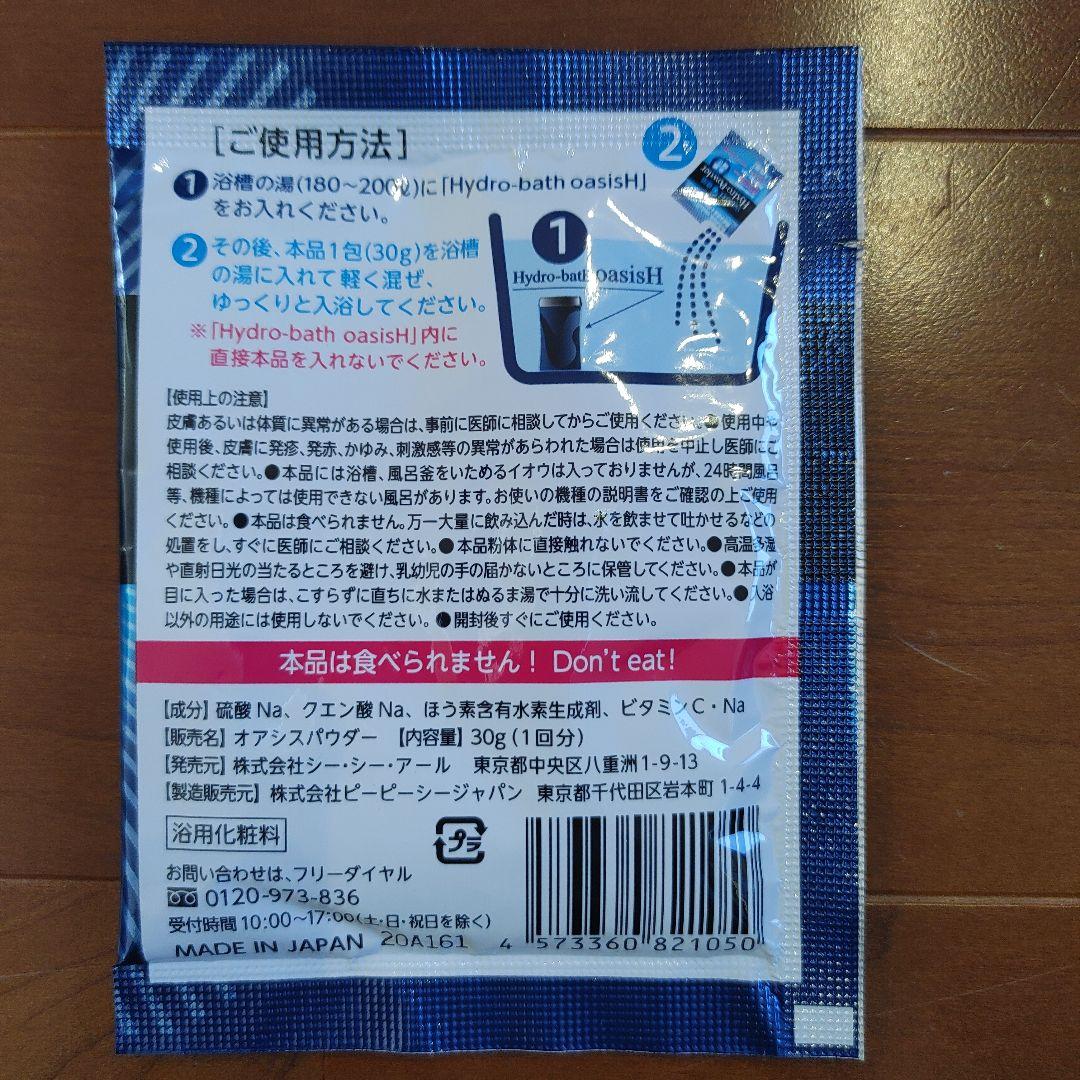 [ご使用方法]
❶ 浴槽の湯(180～200ℓ)に「Hydro-bath oasisH」
をお入れください。
❷ その後、本品1包(30g)を浴槽
の湯に入れて軽く混ぜ、
ゆっくりと入浴してください。
※「Hydro-bath oasisH」内に
直接本品を入れないでください。
2
Hydro Powder
1
Hydro-bath oasisH
【使用上の注意】
皮膚あるいは体質に異常がある場合は、事前に医師に相談してからご使用ください。●使用中や
使用後、皮膚に発疹、発赤、かゆみ、刺激感等の異常があらわれた場合は使用を中止し医師にご
相談ください。●本品には浴槽、風呂釜をいためるイオウは入っておりませんが、24時間風呂
等、機種によっては使用できない風呂があります。お使いの機種の説明書をご確認の上ご使用
ください。●本品は食べられません。万一大量に飲み込んだ時は、水を飲ませて吐かせるなどの
処置をし、すぐに医師にご相談ください。●本品粉体に直接触れないでください。●高温多湿
や直射日光の当たるところを避け、乳幼児の手の届かないところに保管してください。●本品が
目に入った場合は、こすらずに直ちに水またはぬるま湯で十分に洗い流してください。●入浴
以外の用途には使用しないでください。●開封後すぐにご使用ください。
本品は食べられません！ Don't eat!
【成分】硫酸Na、クエン酸Na、ほう素含有水素生成剤、ビタミンC・Na
【販売名】オアシスパウダー 【内容量】30g(1回分)
【発売元】株式会社シー・シー・アール 東京都中央区八重洲1-9-13
【製造販売元】株式会社ピーピーシージャパン 東京都千代田区岩本町1-4-4
浴用化粧料
プラ
お問い合わせは、フリーダイヤル
0120-973-836
受付時間10:00～17:00(土・日・祝日を除く)
MADE IN JAPAN 20A161
4 573360 821050